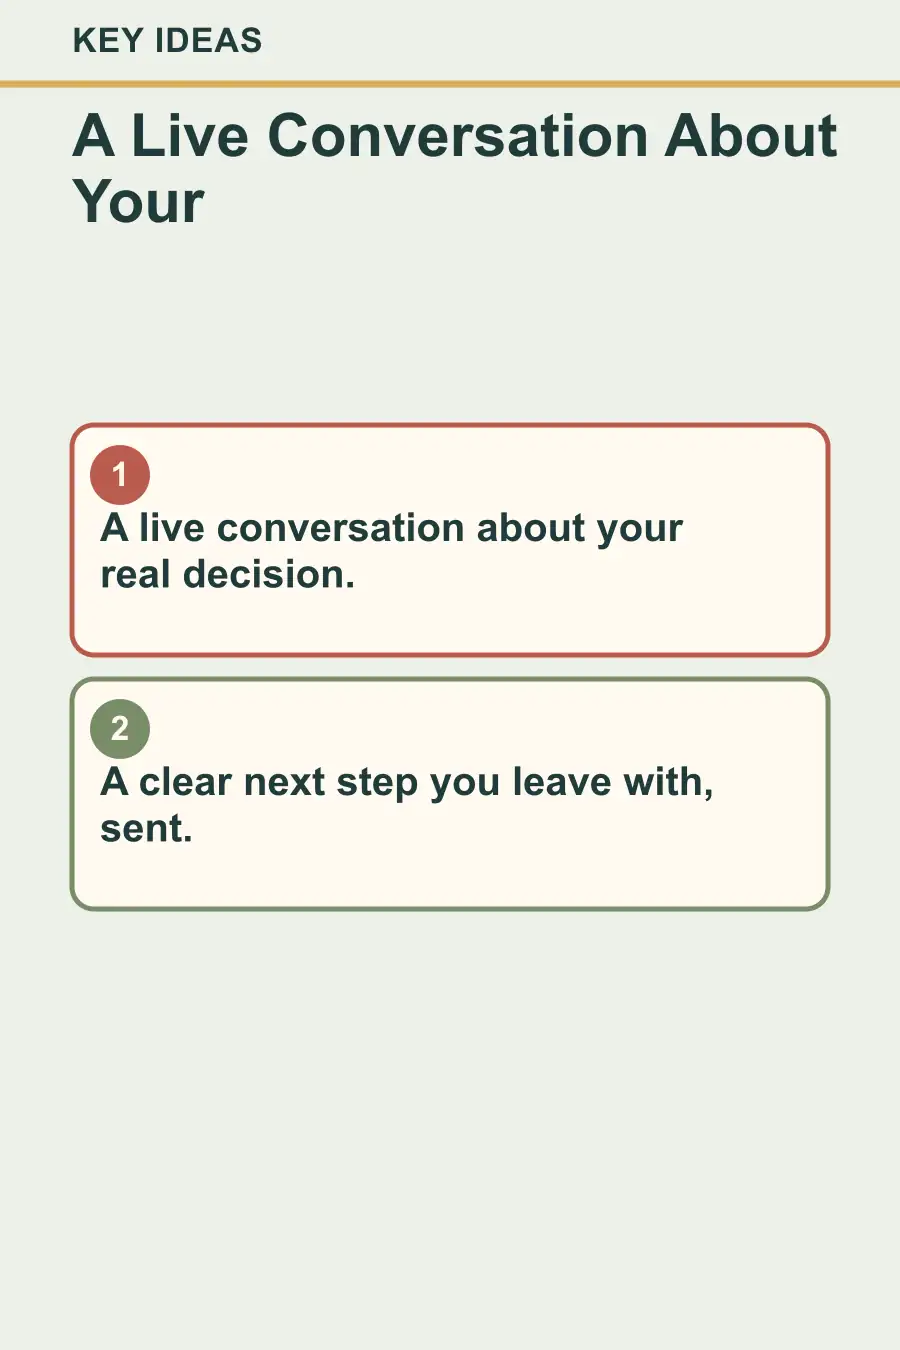 KEY IDEAS
A Live Conversation About
Your
1
A live conversation about your
real decision.
2
A clear next step you leave with,
sent.